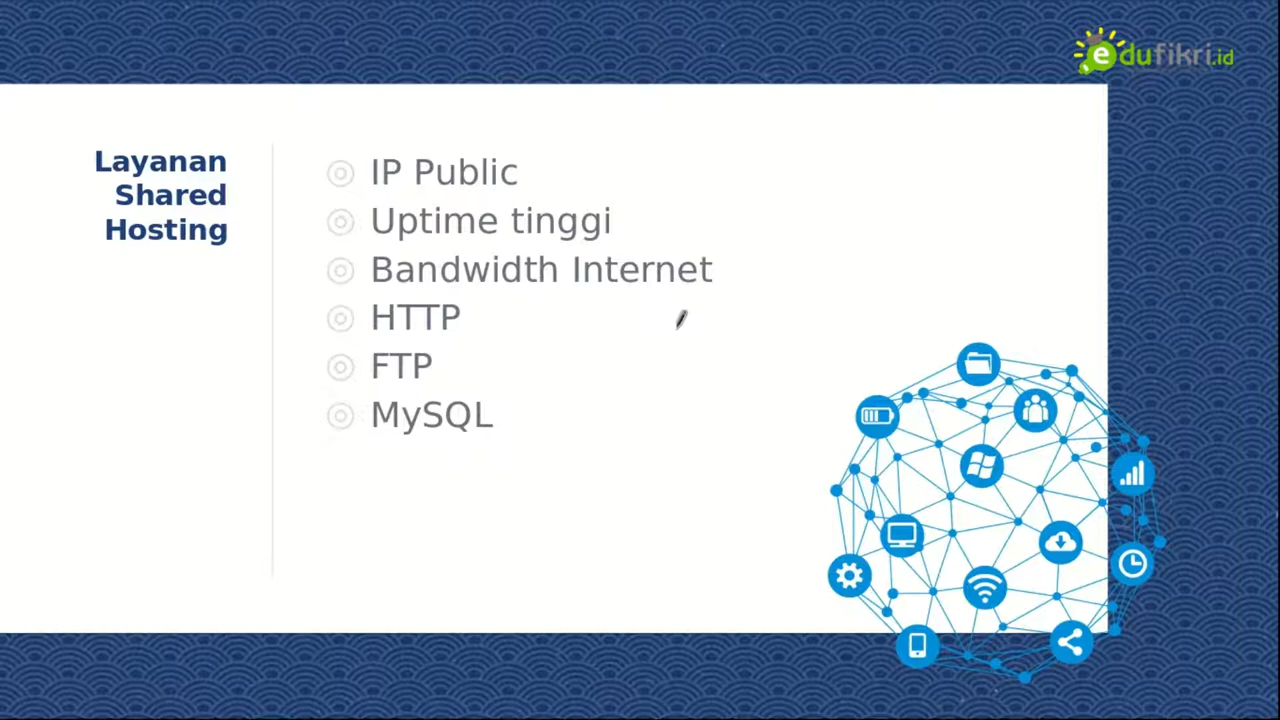 edufikri.id
Layanan
Shared
Hosting
IP Public
Uptime tinggi
Bandwidth Internet
HTTP
FTP
MySQL